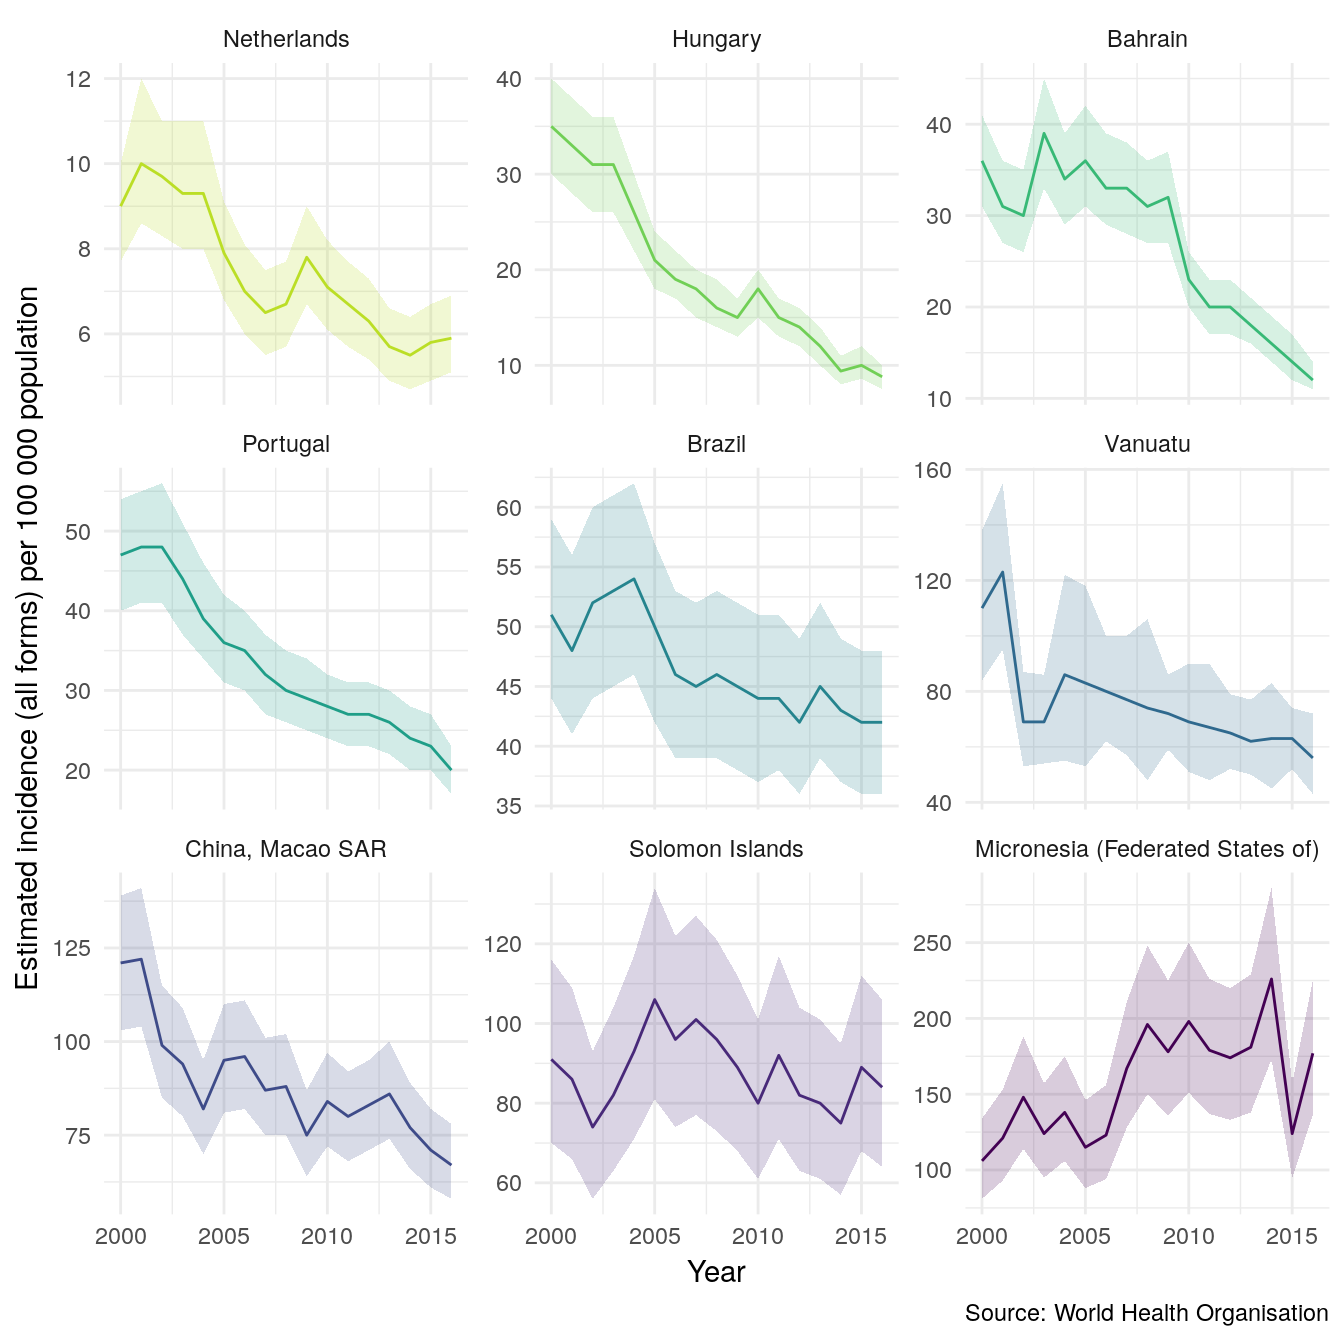 Netherlands
Hungary
Bahrain
12
10
8
6
40
30
20
10
40
30
20
10
Estimated incidence (all forms) per 100 000 population
Portugal
Brazil
Vanuatu
50
40
30
20
60
55
50
45
40
35
160
120
80
40
China, Macao SAR
Solomon Islands
Micronesia (Federated States of)
125
100
75
120
100
80
60
250
200
150
100
2000 2005 2010 2015
2000 2005 2010 2015
2000 2005 2010 2015
Year
Source: World Health Organisation